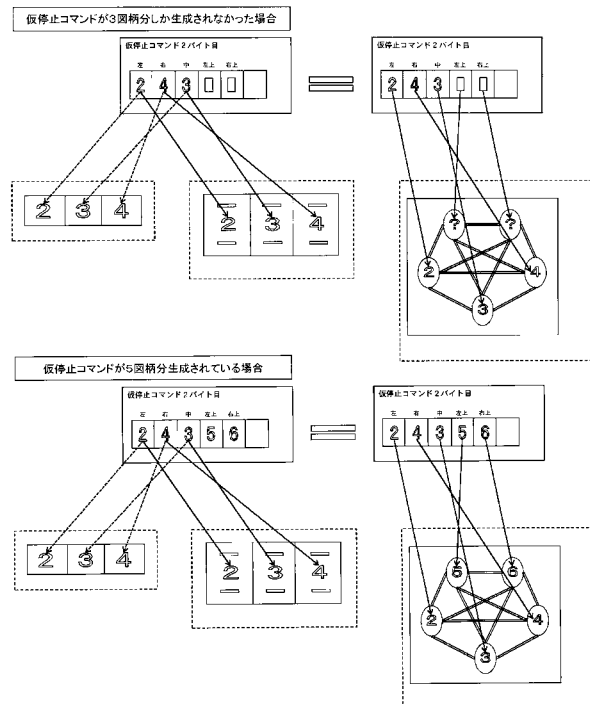 仮停止コマンドが3図柄分しか生成されなかった場合
仮停止コマンド2バイト目
左 右 中 左上 右上
2 4 3 0 0
仮停止コマンド2バイト目
左 右 中 左上 右上
2 4 3 0 0
2 3 4
2 3 4
? ?
2 4
3
仮停止コマンドが5図柄分生成されている場合
仮停止コマンド2バイト目
左 右 中 左上 右上
2 4 3 5 6
仮停止コマンド2バイト目
左 右 中 左上 右上
2 4 3 5 6
2 3 4
2 3 4
5 6
2 4
3